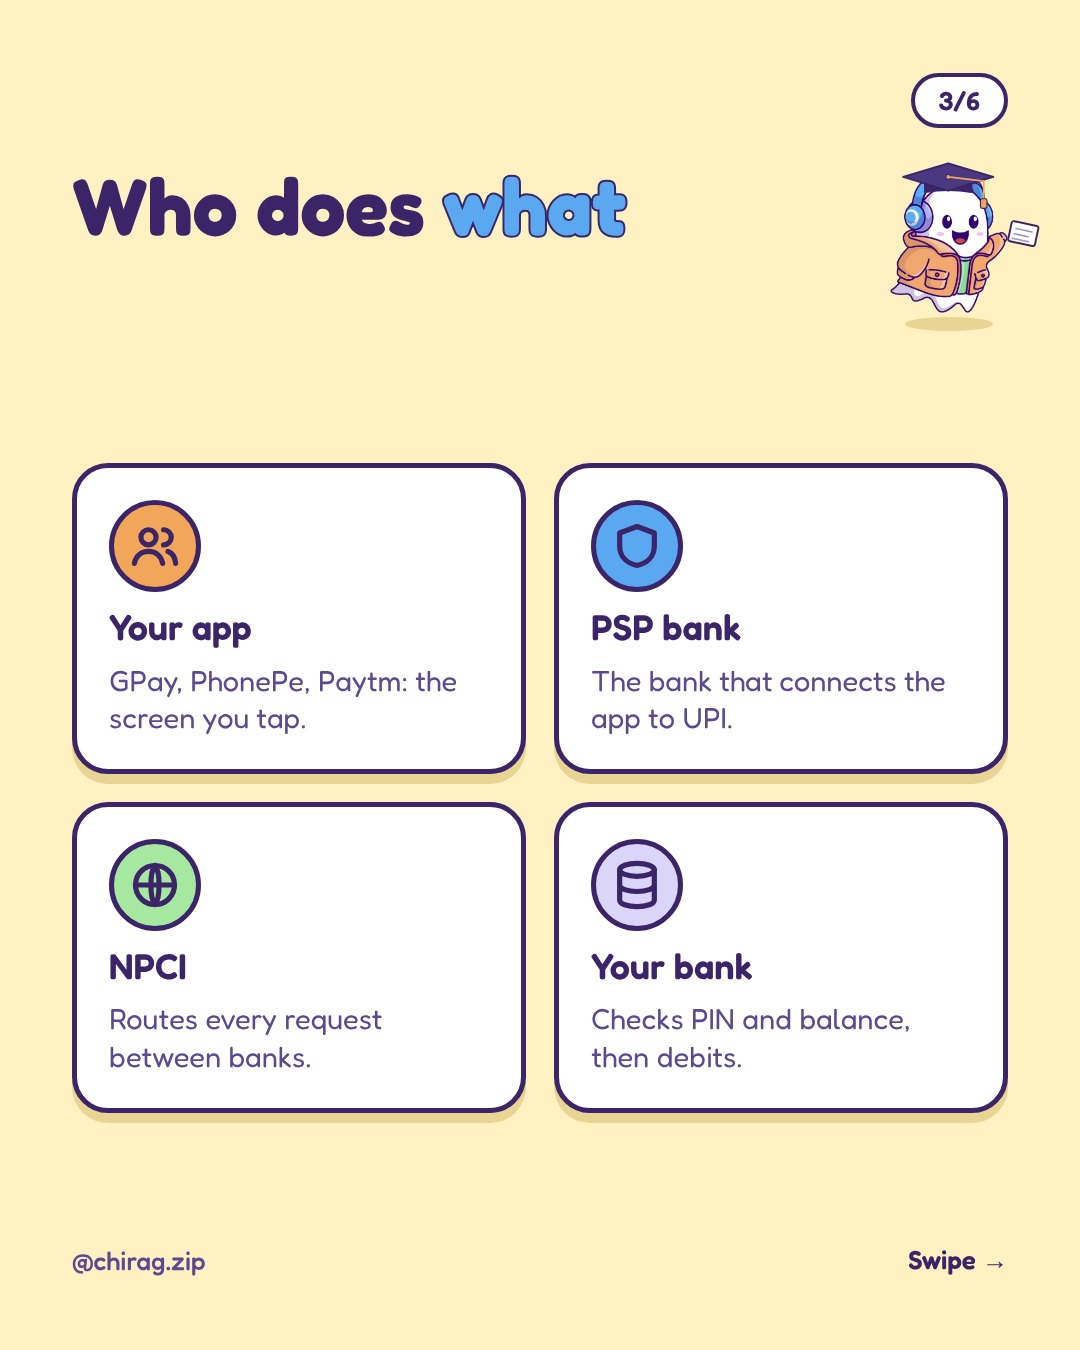 3/6
Who does what
Your app
GPay, PhonePe, Paytm: the
screen you tap.
PSP bank
The bank that connects the
app to UPI.
NPCI
Routes every request
between banks.
Your bank
Checks PIN and balance,
then debits.
@chirag.zip
Swipe →